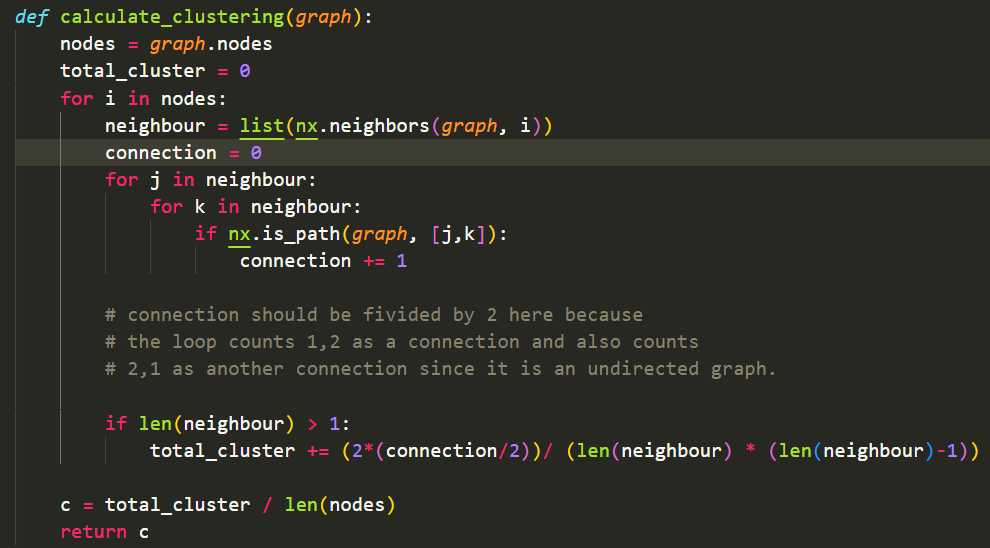 def calculate_clustering(graph):
    nodes = graph.nodes
    total_cluster = 0
    for i in nodes:
        neighbour = list(nx.neighbors(graph, i))
        connection = 0
        for j in neighbour:
            for k in neighbour:
                if nx.is_path(graph, [j,k]):
                    connection += 1
        # connection should be fivided by 2 here because
        # the loop counts 1,2 as a connection and also counts
        # 2,1 as another connection since it is an undirected graph.
        if len(neighbour) > 1:
            total_cluster += (2*(connection/2))/ (len(neighbour) * (len(neighbour)-1))
    c = total_cluster / len(nodes)
    return c